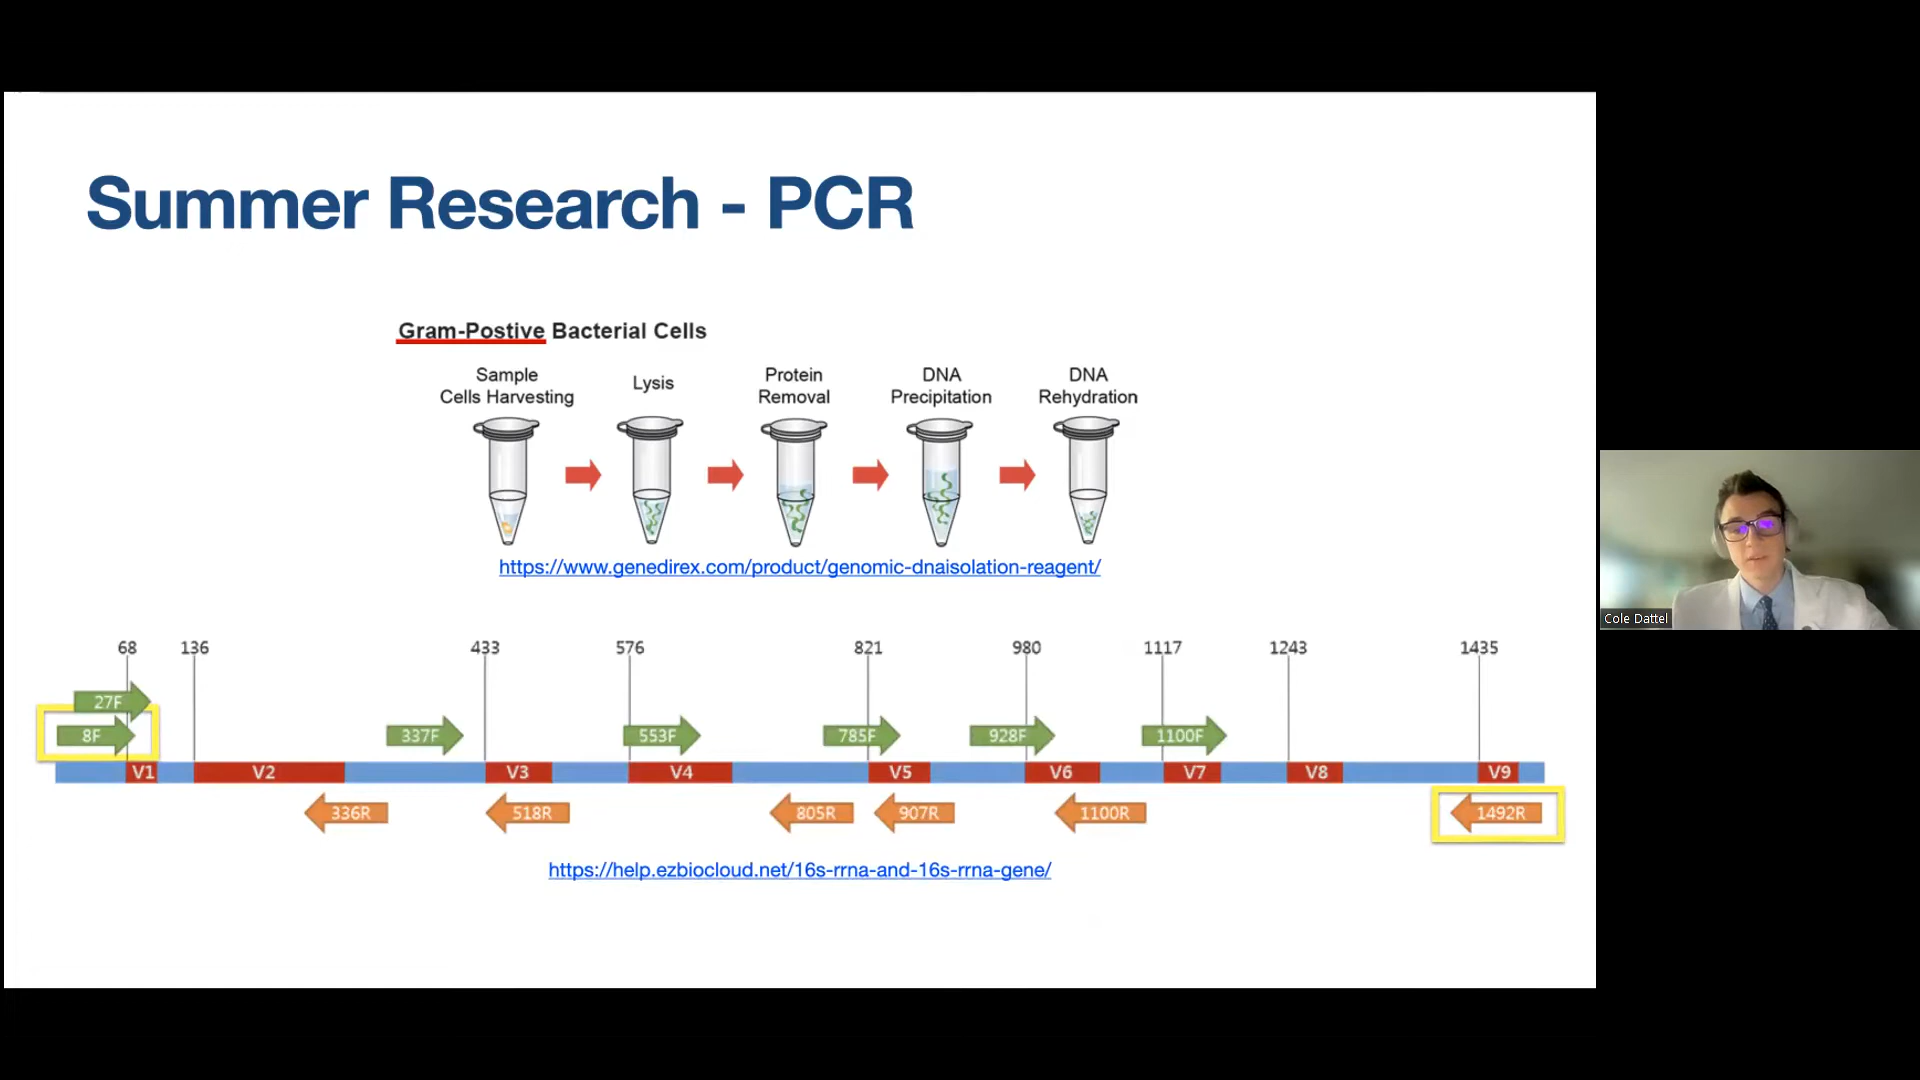 Summer Research - PCR
Gram-Postive Bacterial Cells
Sample
Cells Harvesting
Lysis
Protein
Removal
DNA
Precipitation
DNA
Rehydration
https://www.genedirex.com/product/genomic-dnaisolation-reagent/
68 136 433 576 821 980 1117 1243 1435
27F
8F 337F 553F 785F 928F 1100F
V1 V2 V3 V4 V5 V6 V7 V8 V9
336R 518R 805R 907R 1100R 1492R
https://help.ezbiocloud.net/16s-rrna-and-16s-rrna-gene/
Cole Dattel